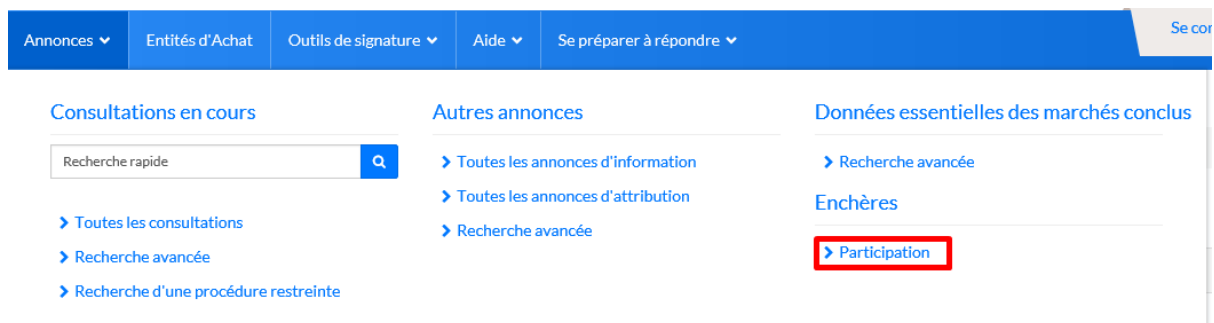 Annonces
Entités d'Achat
Outils de signature
Aide
Se préparer à répondre
Se con
Consultations en cours
Recherche rapide
Toutes les consultations
Recherche avancée
Recherche d'une procédure restreinte
Autres annonces
Toutes les annonces d'information
Toutes les annonces d'attribution
Recherche avancée
Données essentielles des marchés conclus
Recherche avancée
Enchères
Participation